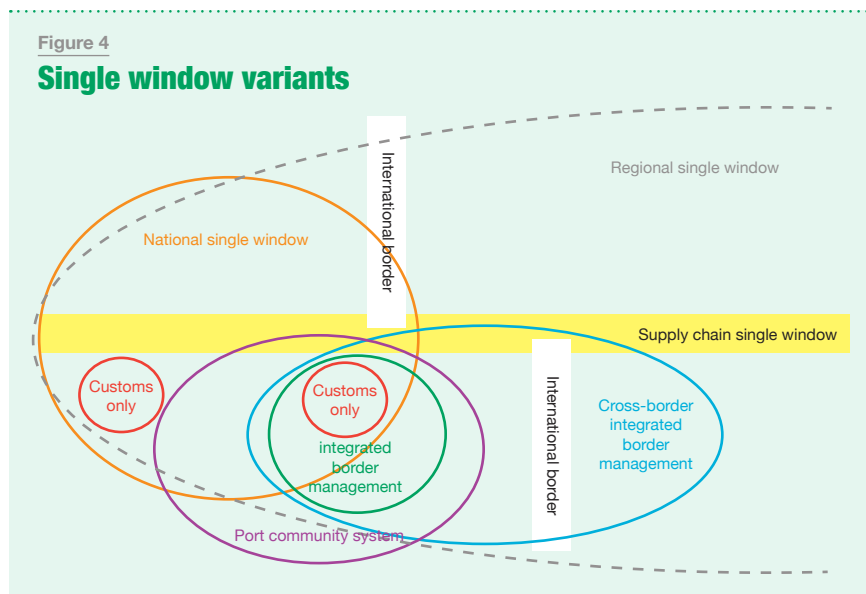 Figure 4
Single window variants
International border
Regional single window
National single window
Supply chain single window
Customs
only
Customs
only
integrated
border
management
Cross-border
integrated
border
management
International border
Port community system